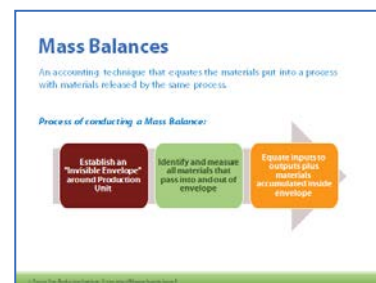 Mass Balances
An accounting technique that equates the materials put into a process
with materials released by the same process.
Process of conducting a Mass Balance:
Establish an
"Invisible Envelope"
around Production
Unit
Identify and measure
all materials that
pass into and out of
envelope
Equate inputs to
outputs plus
materials
accumulated inside
envelope